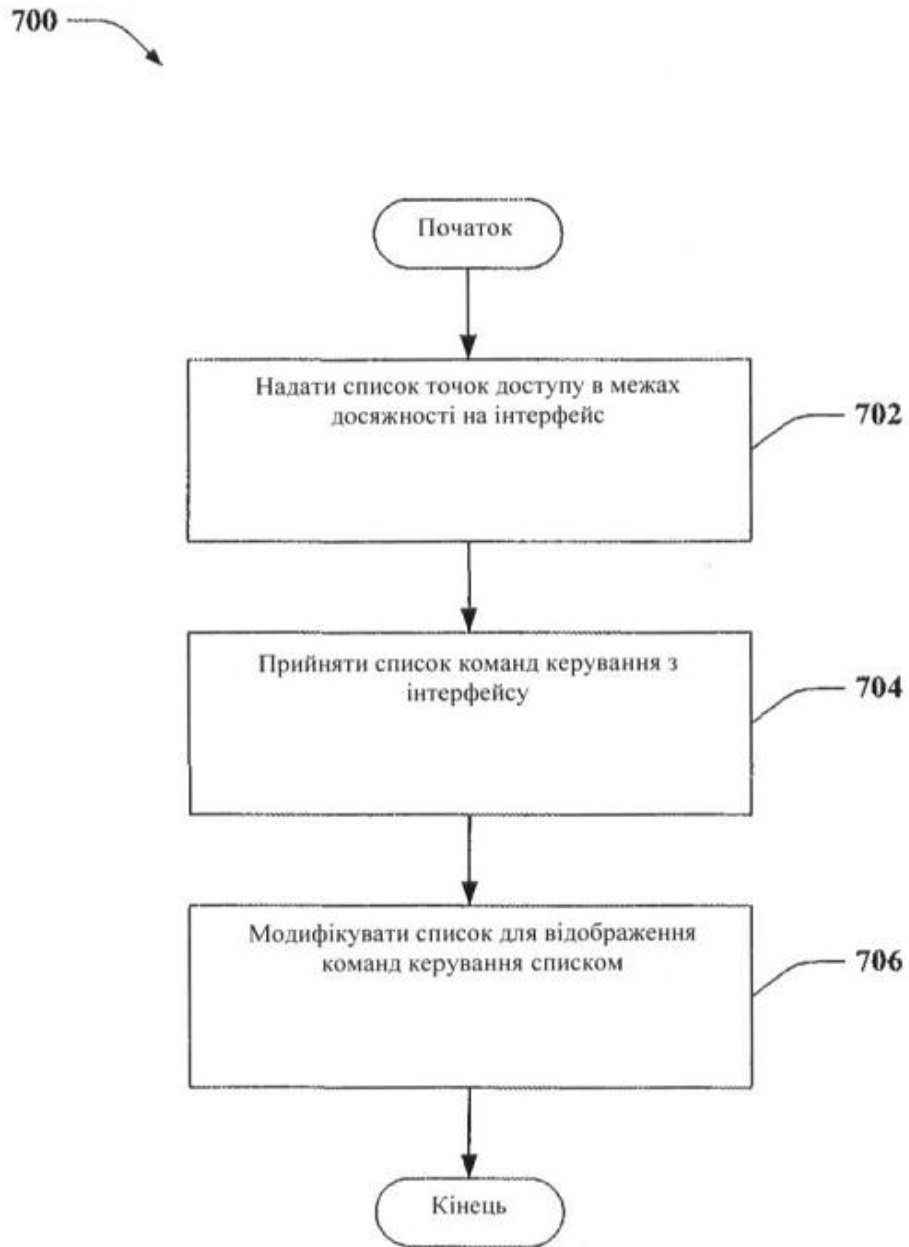 700
Початок
Надати список точок доступу в межах
досяжності на інтерфейс
702
Прийняти список команд керування з
інтерфейсу
704
Модифікувати список для відображення
команд керування списком
706
Кінець